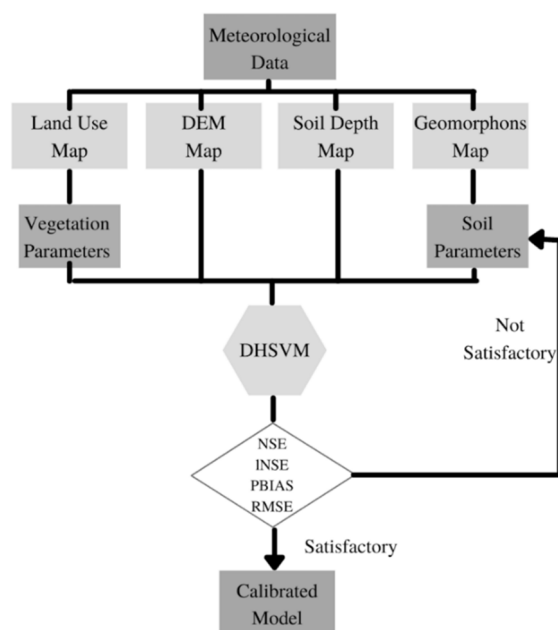 Meteorological
Data
Land Use
Map
DEM
Map
Soil Depth
Map
Geomorphons
Map
Vegetation
Parameters
Soil
Parameters
DHSVM
Not
Satisfactory
NSE
lNSE
PBIAS
RMSE
Satisfactory
Calibrated
Model